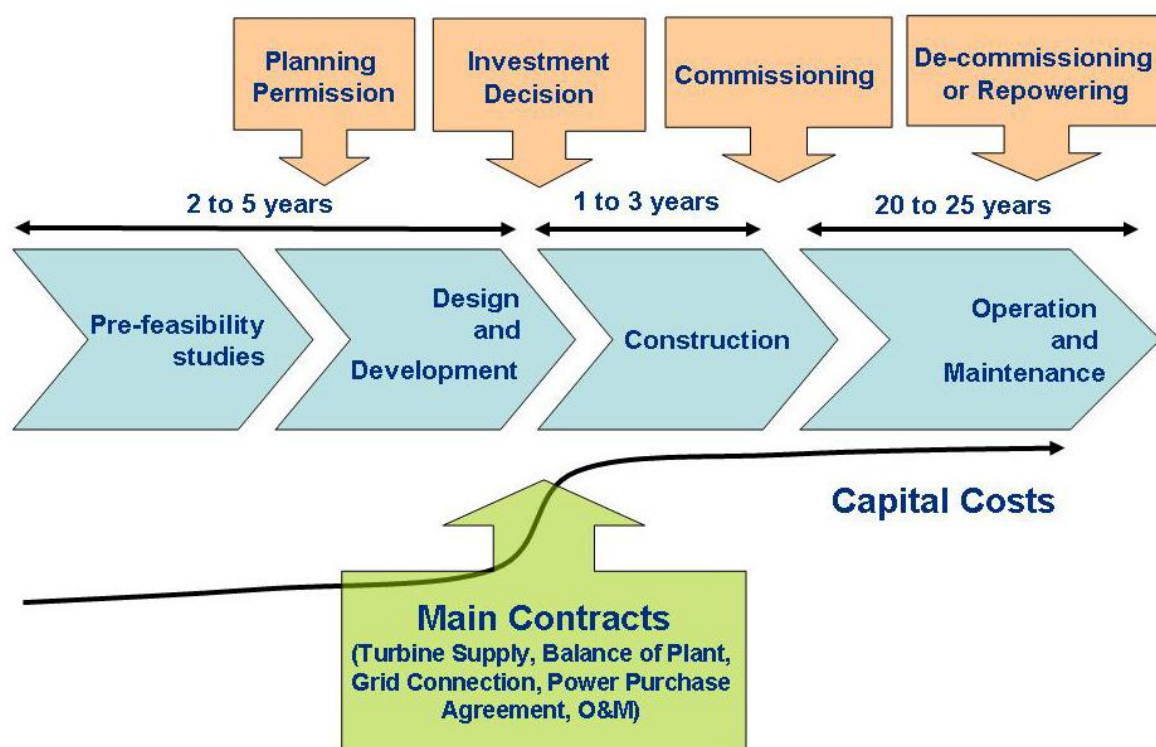 Planning
Permission
Investment
Decision
Commissioning
De-commissioning
or Repowering
2 to 5 years
1 to 3 years
20 to 25 years
Pre-feasibility
studies
Design
and
Development
Construction
Operation
and
Maintenance
Capital Costs
Main Contracts
(Turbine Supply, Balance of Plant,
Grid Connection, Power Purchase
Agreement, O&M)